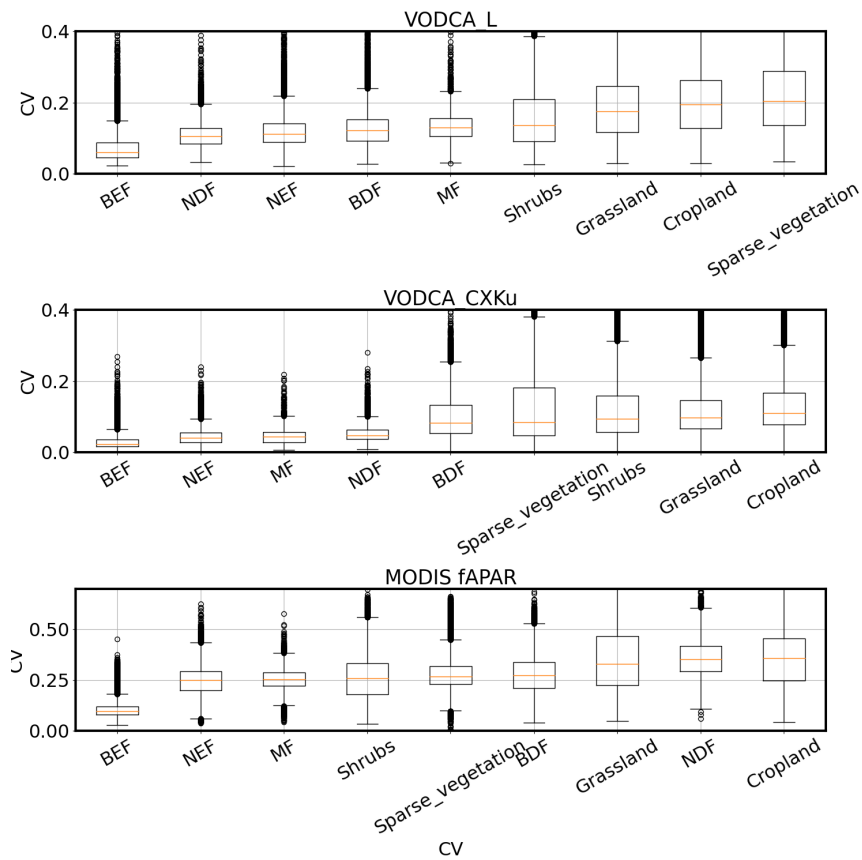 VODCA_L
0.4
0.2
0.0
CV
BEF NDF NEF BDF MF Shrubs Grassland Cropland Sparse_vegetation
VODCA_CXKu
0.4
0.2
0.0
CV
BEF NEF MF NDF BDF Sparse_vegetation Shrubs Grassland Cropland
MODIS fAPAR
0.50
0.25
0.00
CV
BEF NEF MF Shrubs Sparse_vegetation BDF Grassland NDF Cropland
CV